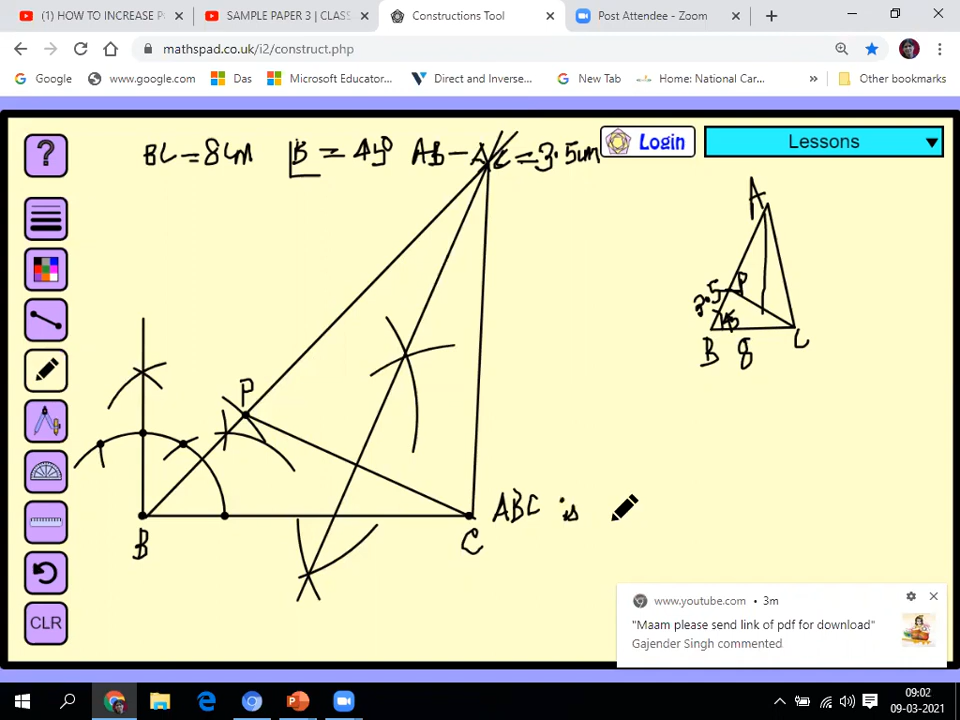 (1) HOW TO INCREASE P
SAMPLE PAPER 3 | CLASS
Constructions Tool
Post Attendee - Zoom
mathspad.co.uk/i2/construct.php
Google
www.google.com
Das
Microsoft Educator...
Direct and Inverse...
New Tab
Home: National Car...
»
Other bookmarks
?
BC = 8cm B = 45° AB - AC = 3.5cm
Login
Lessons
A
3.5 P
45
B 8 C
P
ABC is
B
C
CLR
www.youtube.com • 3m
"Maam please send link of pdf for download"
Gajender Singh commented
09:02
09-03-2021